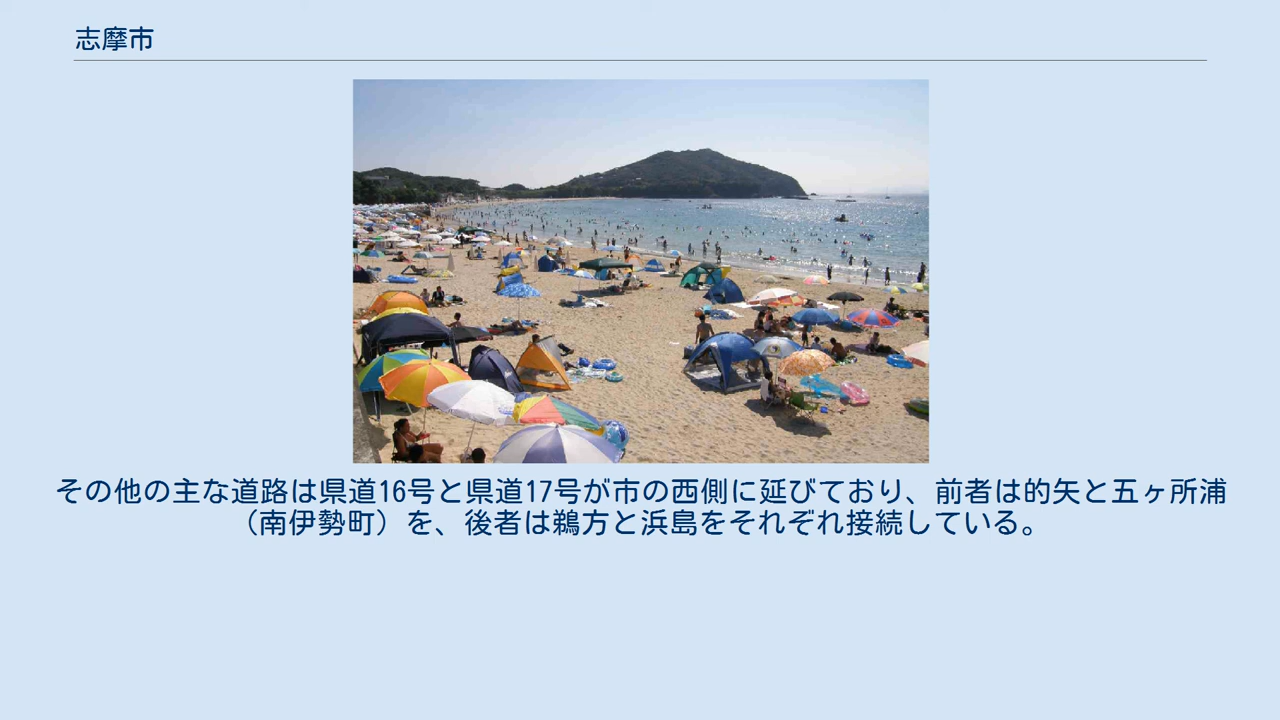 志摩市
その他の主な道路は県道16号と県道17号が市の西側に延びており、前者は的矢と五ヶ所浦
（南伊勢町）を、後者は鵜方と浜島をそれぞれ接続している。